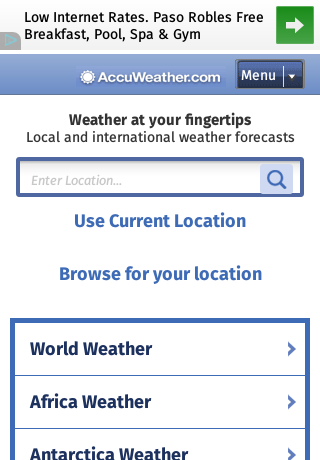 Low Internet Rates. Paso Robles Free
Breakfast, Pool, Spa & Gym
AccuWeather.com
Menu
Weather at your fingertips
Local and international weather forecasts
Enter Location...
Use Current Location
Browse for your location
World Weather
Africa Weather
Antarctica Weather